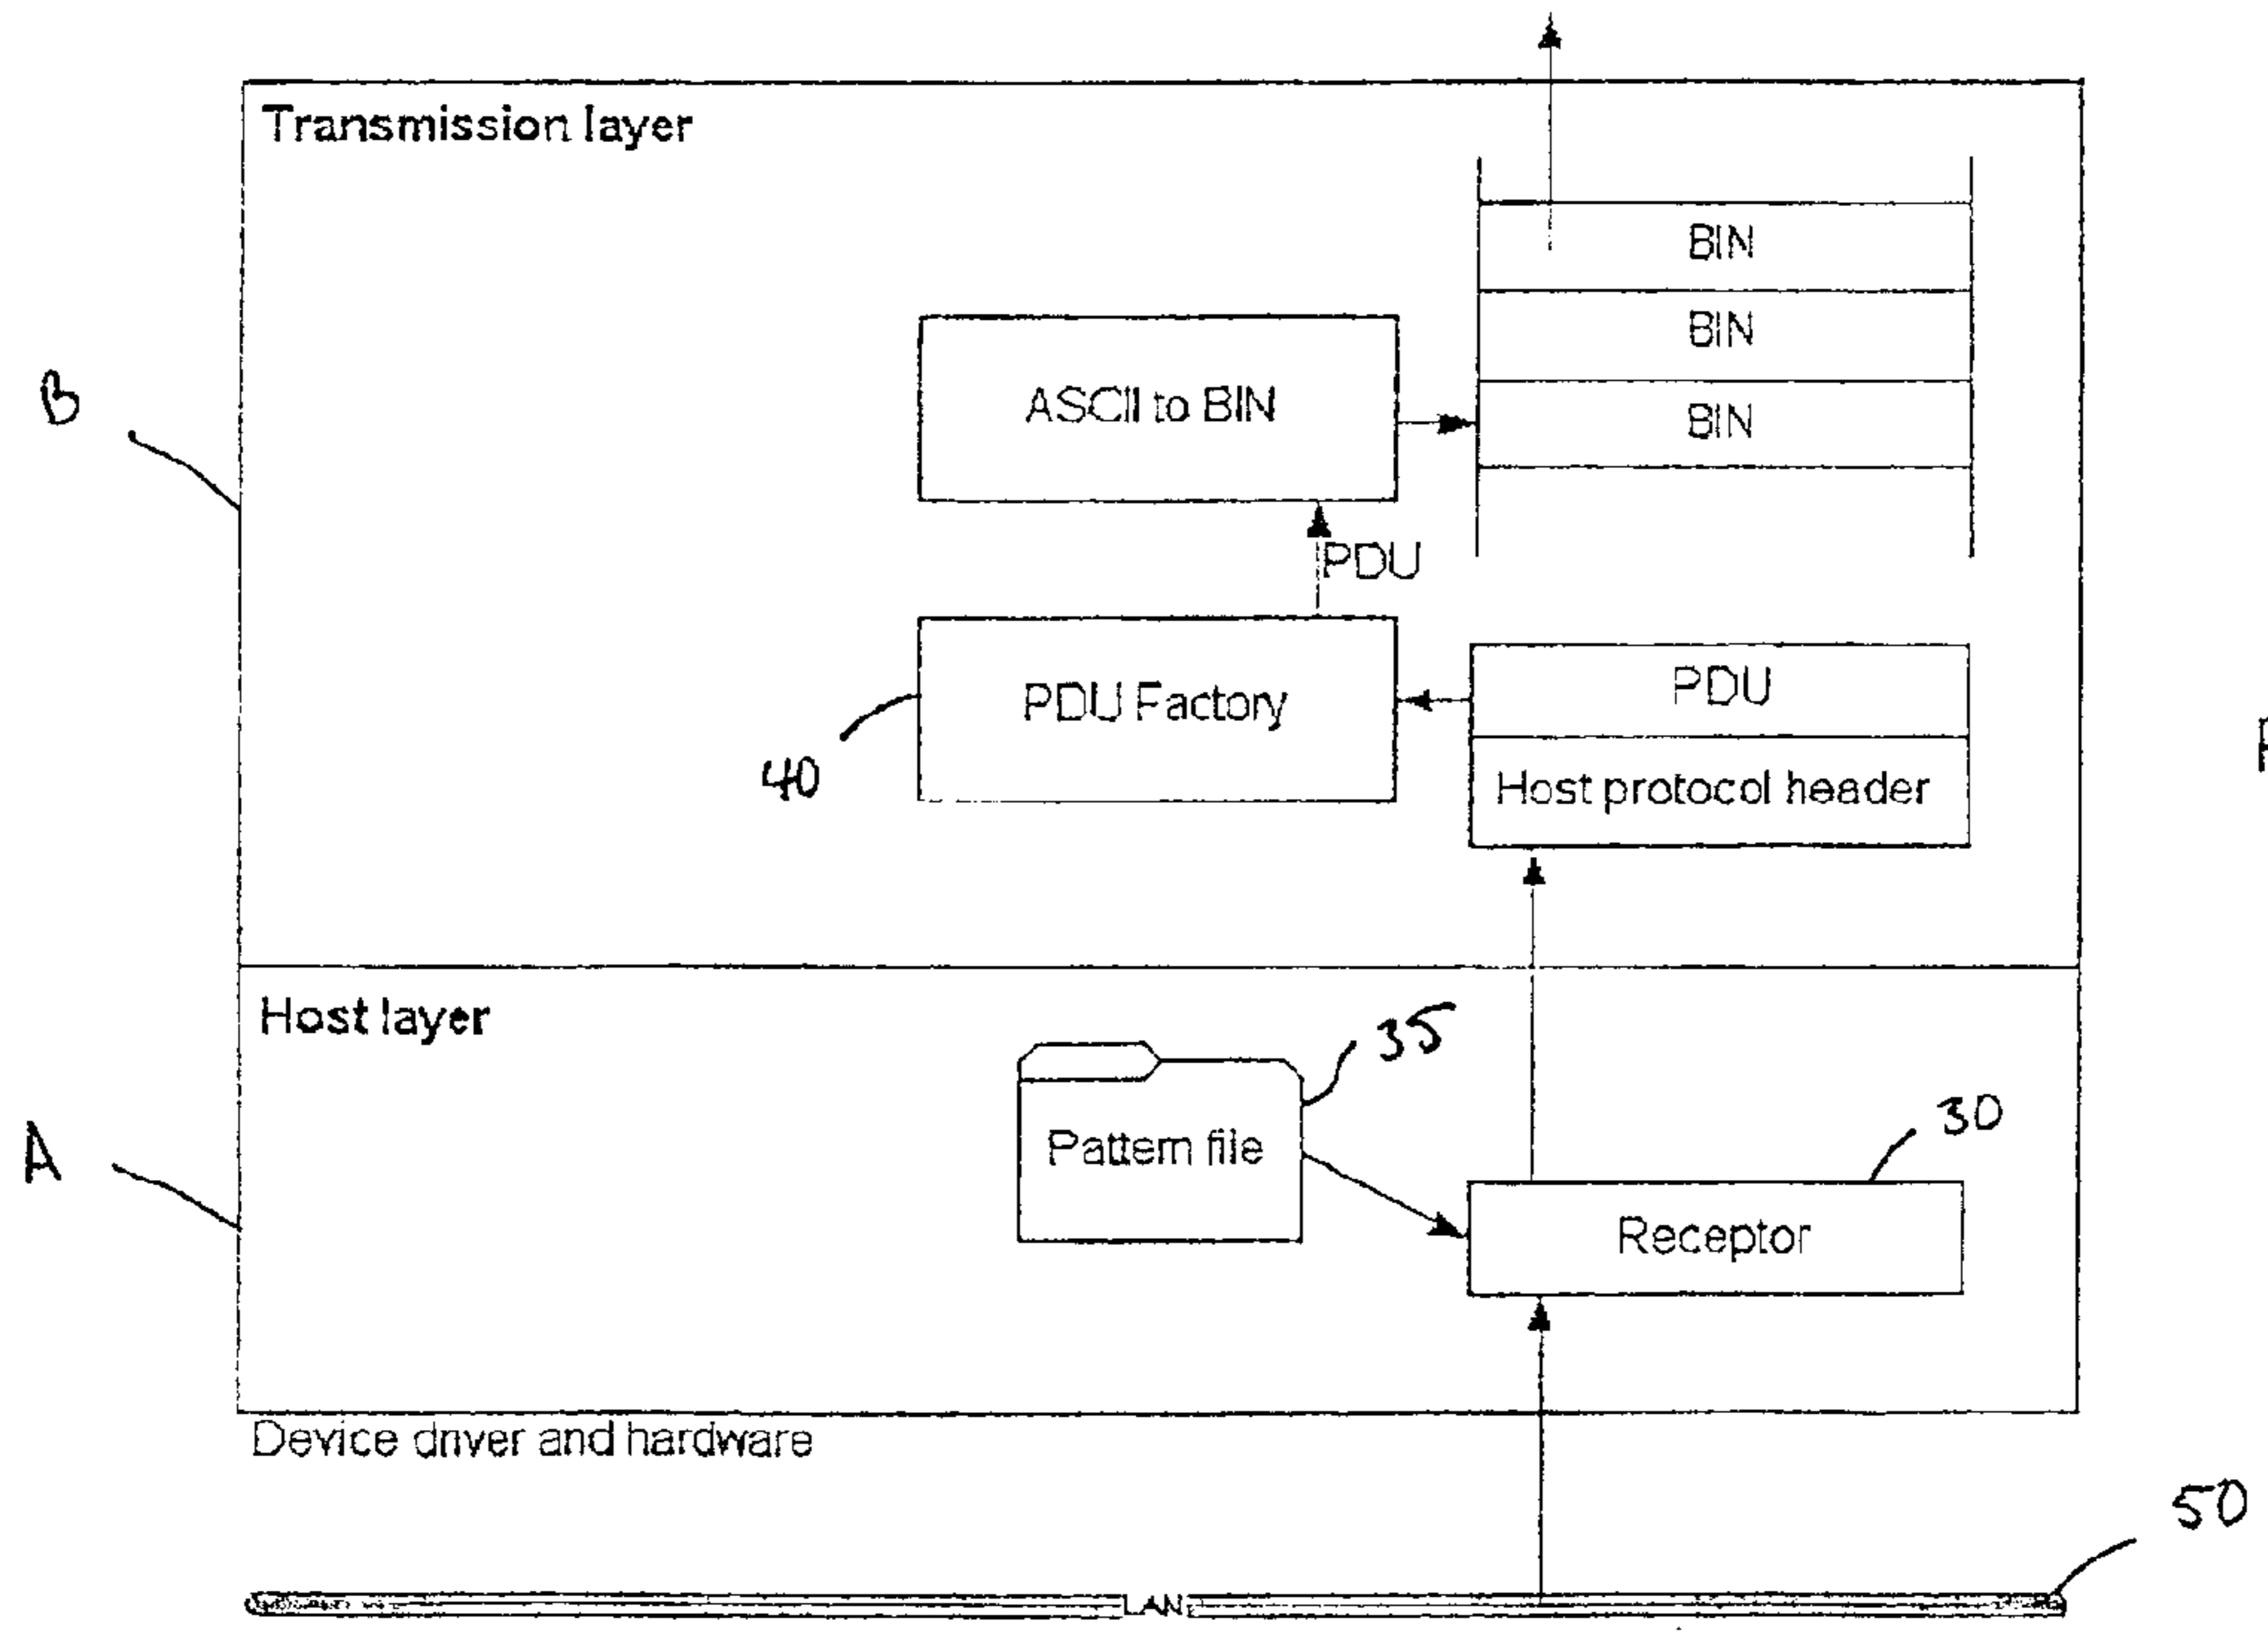 Transmission layer
BIN
BIN
B
ASCII to BIN
BIN
PDU
PDU
PDU Factory
40
Host protocol header
Host layer
35
30
Pattern file
A
Receptor
Device driver and hardware
50
LAN